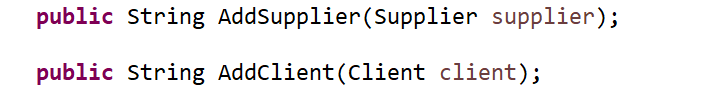 public String AddSupplier(Supplier supplier);
public String AddClient(Client client);